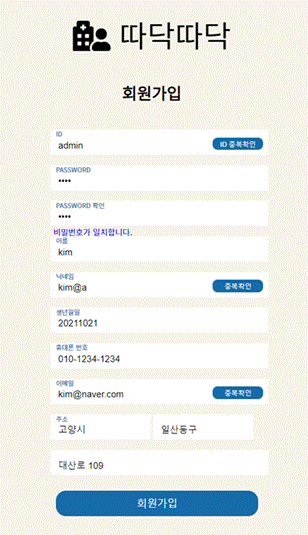 따닥따닥
회원가입
ID
admin
ID 중복확인
PASSWORD
••••
PASSWORD 확인
••••
비밀번호가 일치합니다.
이름
kim
닉네임
kim@a
중복확인
생년월일
20211021
휴대폰 번호
010-1234-1234
이메일
kim@naver.com
중복확인
주소
고양시
일산동구
대산로 109
회원가입